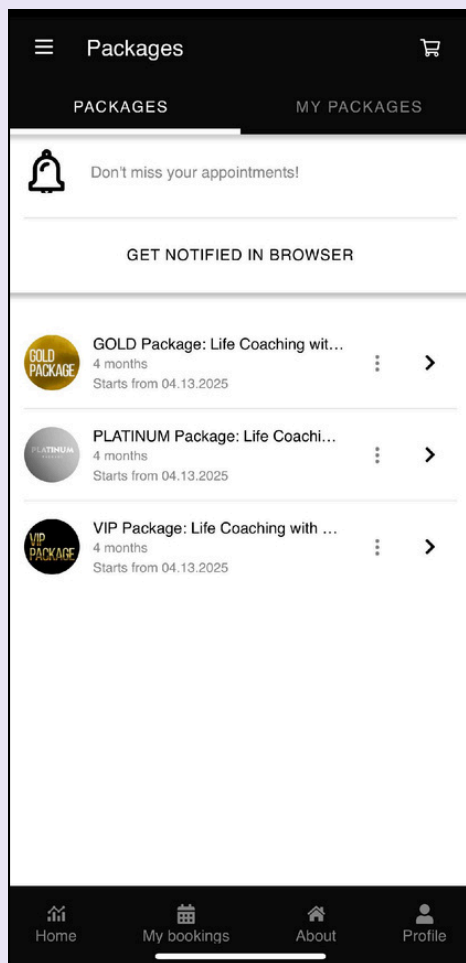 Packages
PACKAGES MY PACKAGES
Don't miss your appointments!
GET NOTIFIED IN BROWSER
GOLD
PACKAGE
GOLD Package: Life Coaching wit...
4 months
Starts from 04.13.2025
PLATINUM
PLATINUM Package: Life Coachi...
4 months
Starts from 04.13.2025
VIP
PACKAGE
VIP Package: Life Coaching with ...
4 months
Starts from 04.13.2025
Home My bookings About Profile